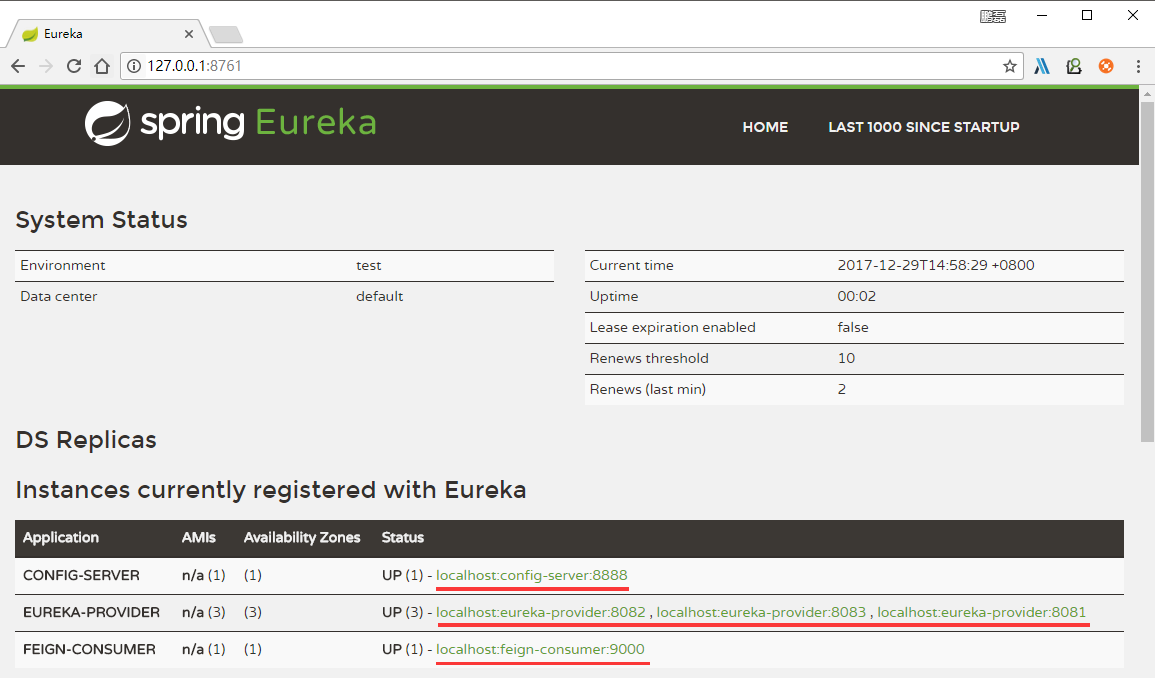 鹏磊
Eureka
127.0.0.1:8761
spring Eureka
HOME LAST 1000 SINCE STARTUP
System Status
Environment test
Data center default
Current time 2017-12-29T14:58:29 +0800
Uptime 00:02
Lease expiration enabled false
Renews threshold 10
Renews (last min) 2
DS Replicas
Instances currently registered with Eureka
Application AMIs Availability Zones Status
CONFIG-SERVER n/a (1) (1) UP (1) - localhost:config-server:8888
EUREKA-PROVIDER n/a (3) (3) UP (3) - localhost:eureka-provider:8082 , localhost:eureka-provider:8083 , localhost:eureka-provider:8081
FEIGN-CONSUMER n/a (1) (1) UP (1) - localhost:feign-consumer:9000